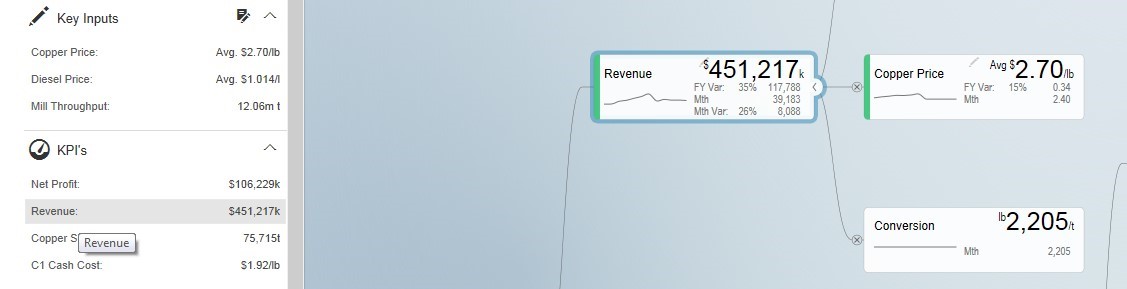 Key Inputs
Copper Price: Avg. $2.70/lb
Diesel Price: Avg. $1.014/l
Mill Throughput: 12.06m t
KPI's
Net Profit: $106,229k
Revenue: $451,217k
Copper S 75,715t
Revenue
C1 Cash Cost: $1.92/lb
Revenue $451,217k
FY Var: 35% 117,788
Mth 39,183
Mth Var: 26% 8,088
Copper Price Avg $2.70/lb
FY Var: 15% 0.34
Mth 2.40
Conversion lb2,205/t
Mth 2,205